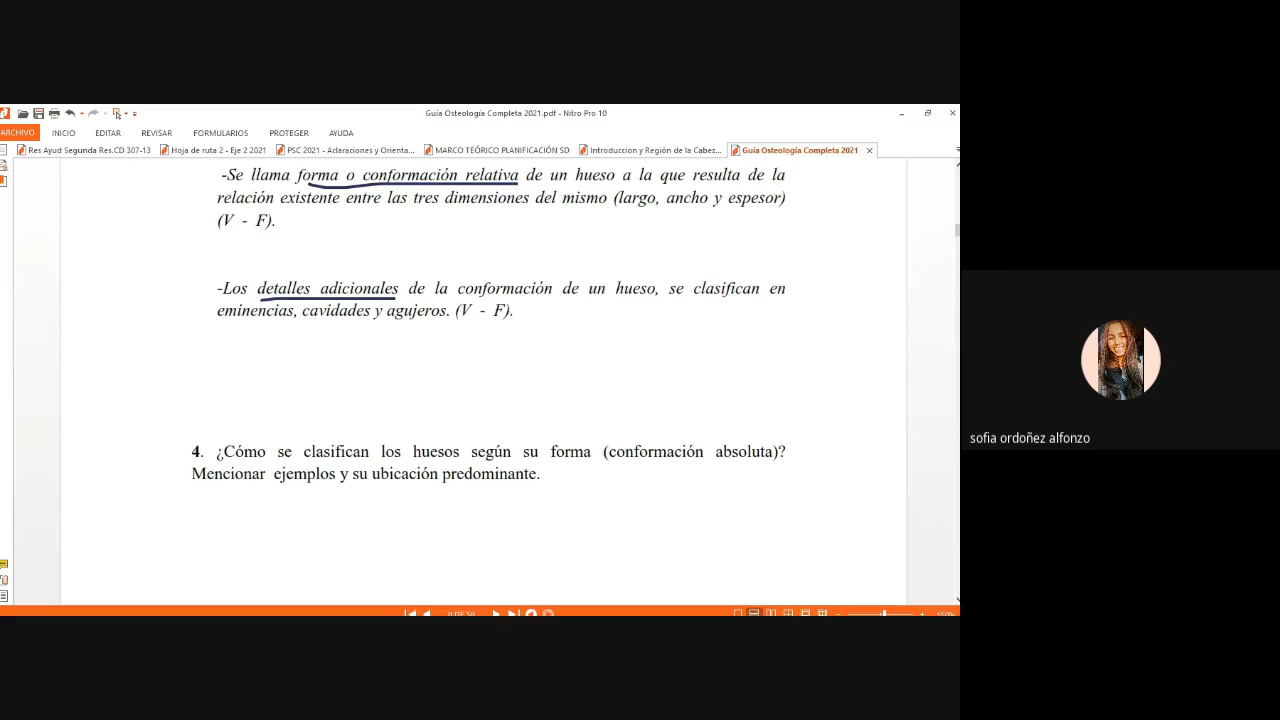 Guía Osteología Completa 2021.pdf - Nitro Pro 10
ARCHIVO INICIO EDITAR REVISAR FORMULARIOS PROTEGER AYUDA
Res Ayud Segunda Res.CD 307-13 Hoja de ruta 2 - Eje 2 2021 PSC 2021 - Aclaraciones y Orienta... MARCO TEÓRICO PLANIFICACIÓN SD Introduccion y Región de la Cabez... Guía Osteología Completa 2021
-Se llama forma o conformación relativa de un hueso a la que resulta de la
relación existente entre las tres dimensiones del mismo (largo, ancho y espesor)
(V - F).
-Los detalles adicionales de la conformación de un hueso, se clasifican en
eminencias, cavidades y agujeros. (V - F).
4. ¿Cómo se clasifican los huesos según su forma (conformación absoluta)?
Mencionar ejemplos y su ubicación predominante.
sofia ordoñez alfonzo
8 DE 58
150%